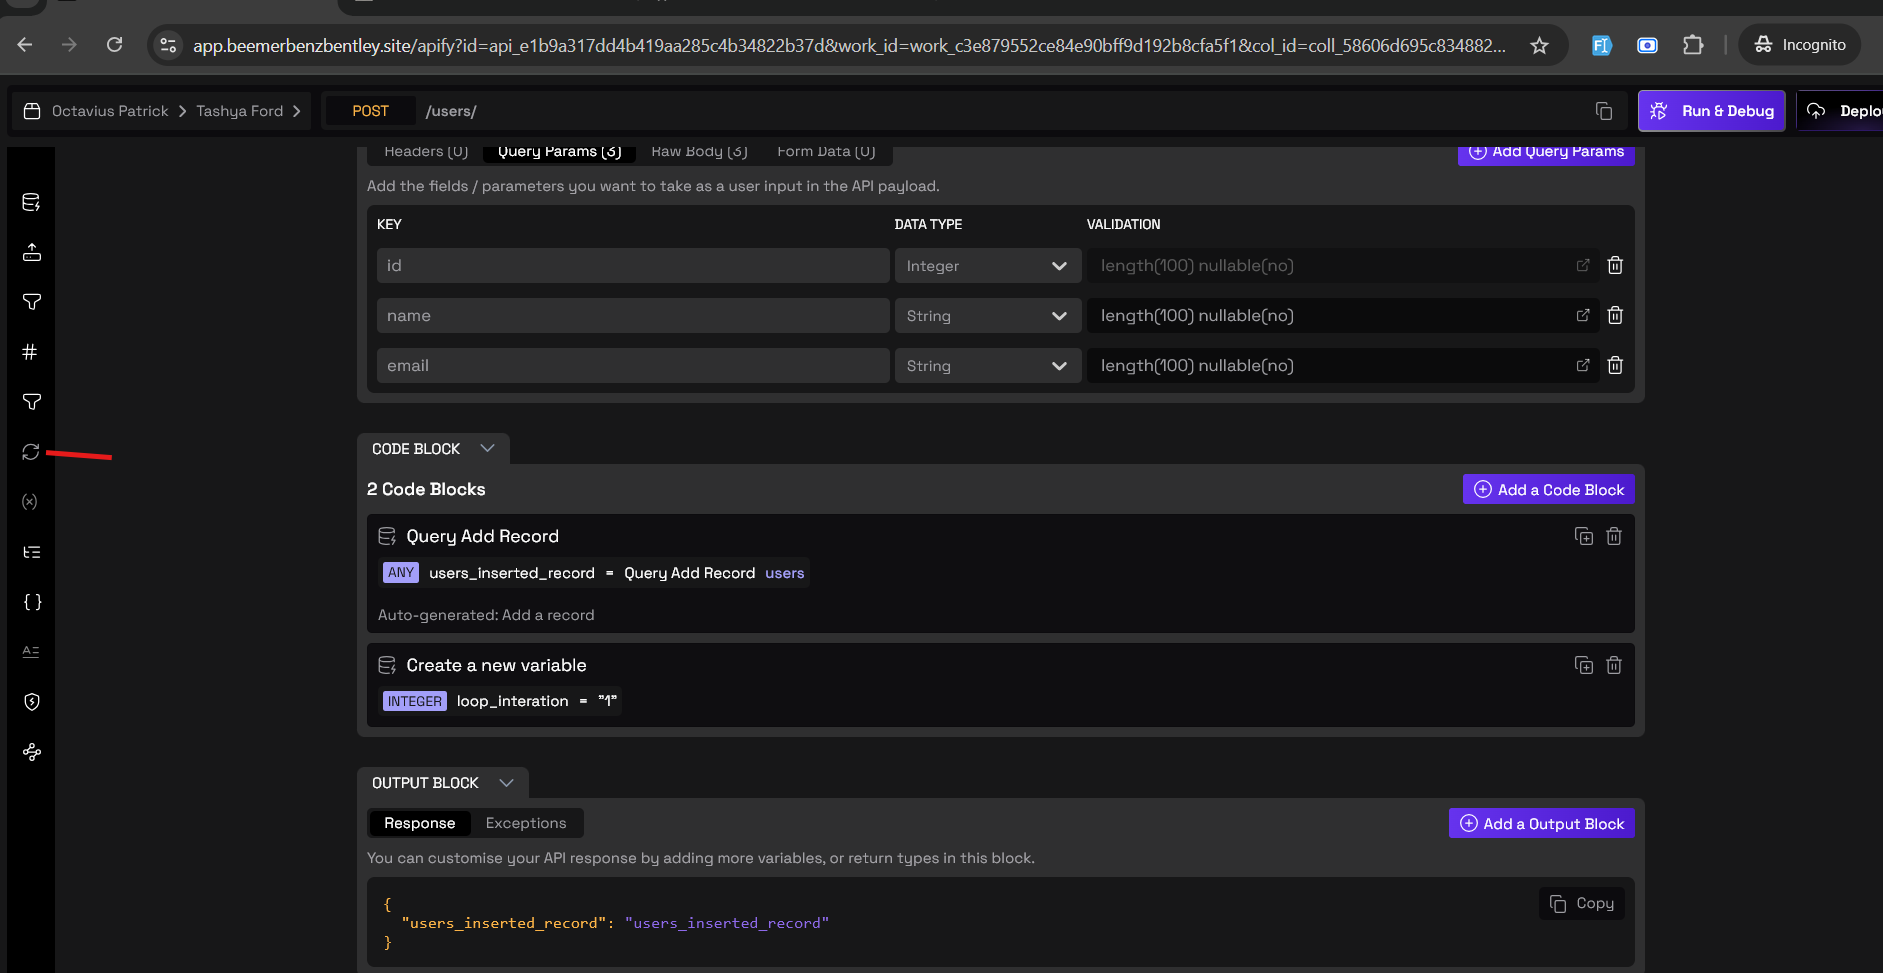 app.beemerbenzbentley.site/apify?id=api_e1b9a317dd4b419aa285c4b34822b37d&work_id=work_c3e879552ce84e90bff9d192b8cfa5f1&col_id=coll_58606d695c834882...
Incognito
Octavius Patrick > Tashya Ford >
POST /users/
Run & Debug
Deplo
Headers (0) Query Params (3) Raw Body (3) Form Data (0)
Add Query Params
Add the fields / parameters you want to take as a user input in the API payload.
KEY DATA TYPE VALIDATION
id Integer length(100) nullable(no)
name String length(100) nullable(no)
email String length(100) nullable(no)
CODE BLOCK
2 Code Blocks
Add a Code Block
Query Add Record
ANY users_inserted_record = Query Add Record users
Auto-generated: Add a record
Create a new variable
INTEGER loop_interation = "1"
OUTPUT BLOCK
Response Exceptions
Add a Output Block
You can customise your API response by adding more variables, or return types in this block.
{
"users_inserted_record": "users_inserted_record"
}
Copy